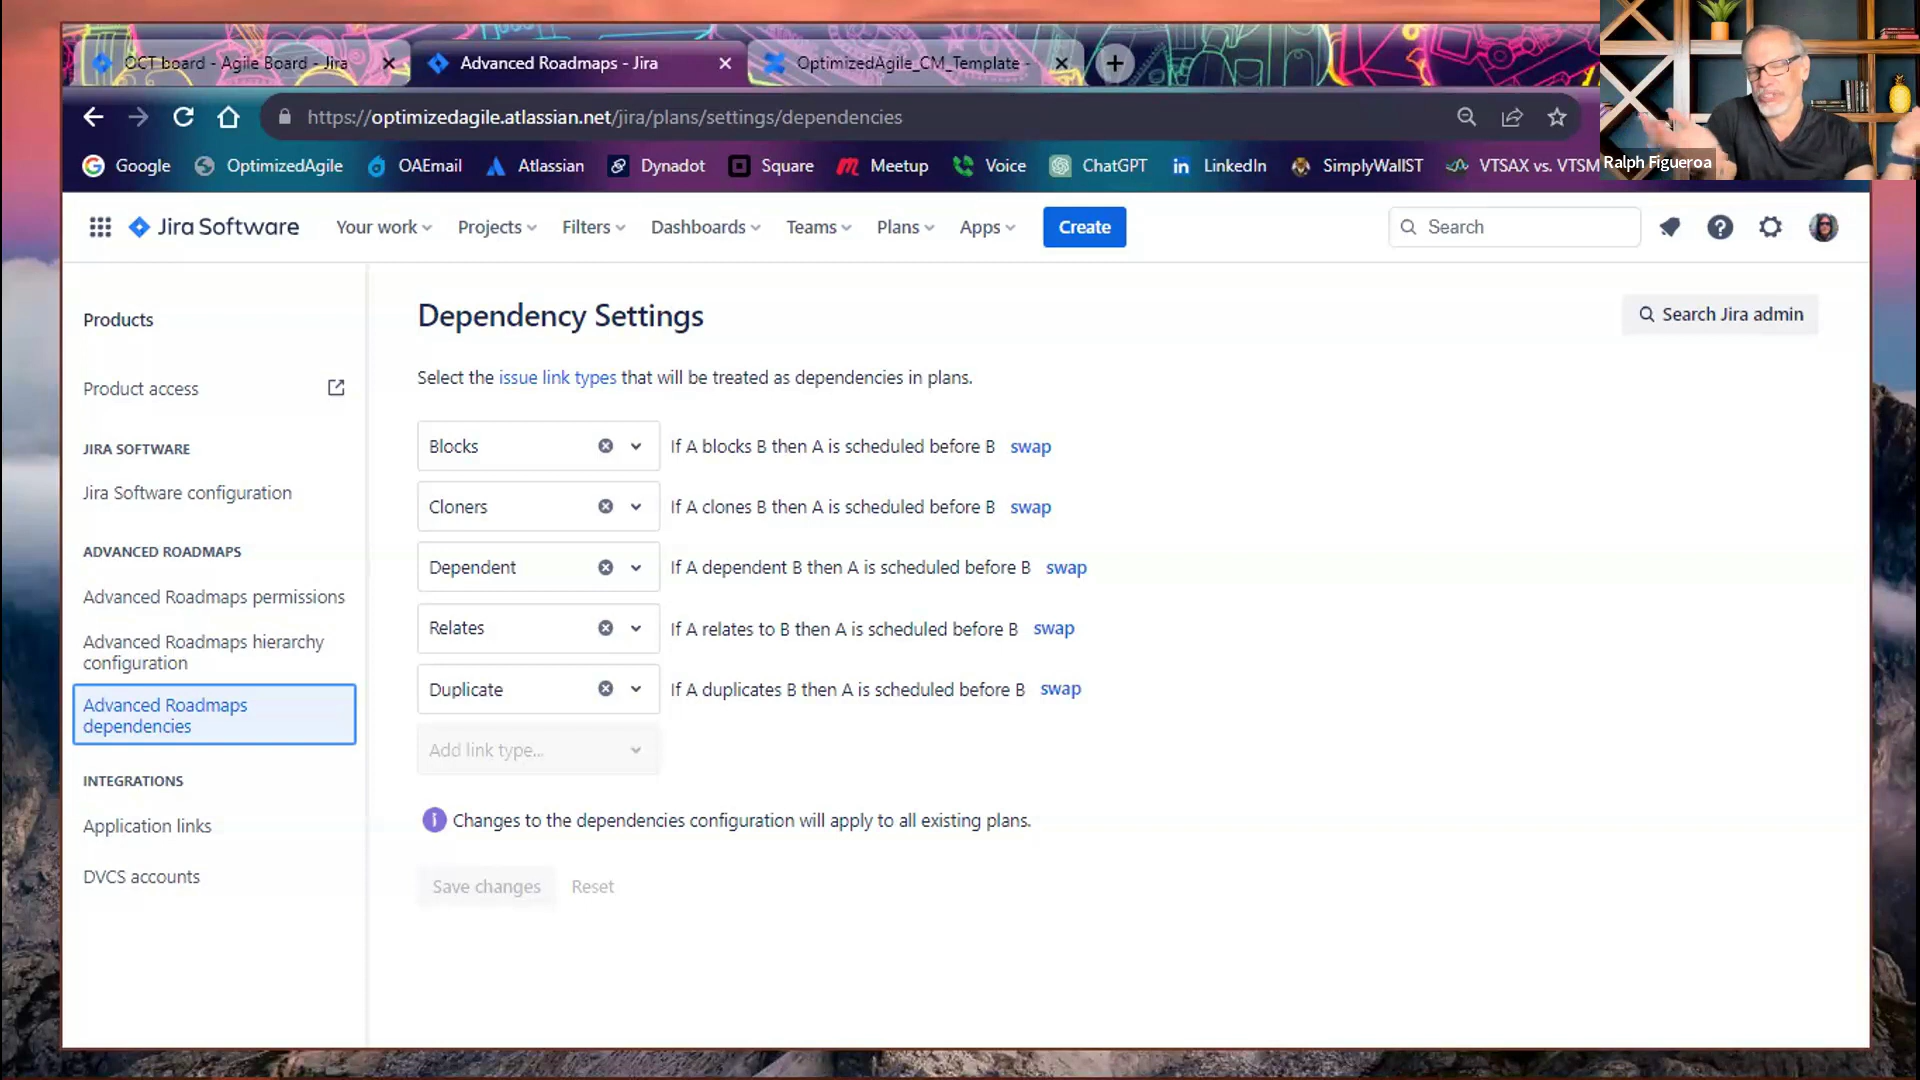 OCT board - Agile Board - Jira
Advanced Roadmaps - Jira
OptimizedAgile_CM_Template -
https://optimizedagile.atlassian.net/jira/plans/settings/dependencies
Google
OptimizedAgile
OAEmail
Atlassian
Dynadot
Square
Meetup
Voice
ChatGPT
LinkedIn
SimplyWallST
VTSAX vs. VTSM
Ralph Figueroa
Jira Software
Your work
Projects
Filters
Dashboards
Teams
Plans
Apps
Create
Search
Products
Product access
JIRA SOFTWARE
Jira Software configuration
ADVANCED ROADMAPS
Advanced Roadmaps permissions
Advanced Roadmaps hierarchy
configuration
Advanced Roadmaps
dependencies
INTEGRATIONS
Application links
DVCS accounts
Dependency Settings
Search Jira admin
Select the issue link types that will be treated as dependencies in plans.
Blocks If A blocks B then A is scheduled before B swap
Cloners If A clones B then A is scheduled before B swap
Dependent If A dependent B then A is scheduled before B swap
Relates If A relates to B then A is scheduled before B swap
Duplicate If A duplicates B then A is scheduled before B swap
Add link type...
Changes to the dependencies configuration will apply to all existing plans.
Save changes Reset